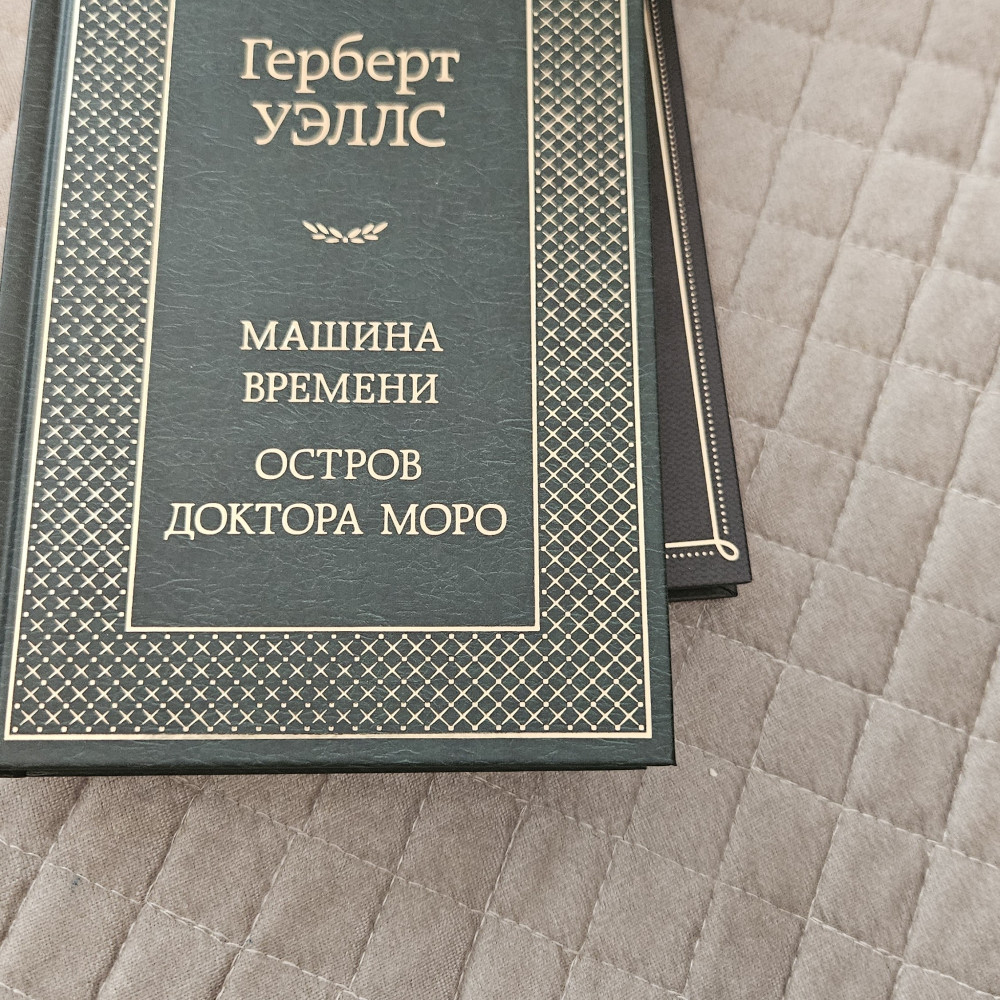 Герберт
УЭЛЛС
МАШИНА
ВРЕМЕНИ
ОСТРОВ
ДОКТОРА МОРО